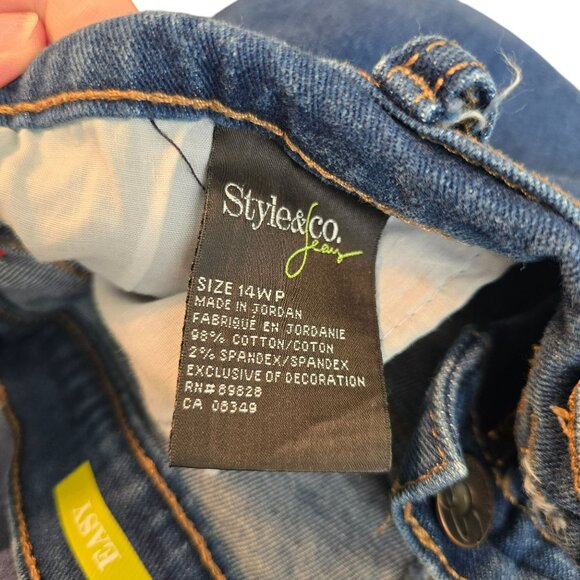 Style&co.
Jeans
SIZE 14WP
MADE IN JORDAN
FABRIQUÉ EN JORDANIE
98% COTTON/COTON
2% SPANDEX/SPANDEX
EXCLUSIVE OF DECORATION
RN#89828
CA 08349
EASY